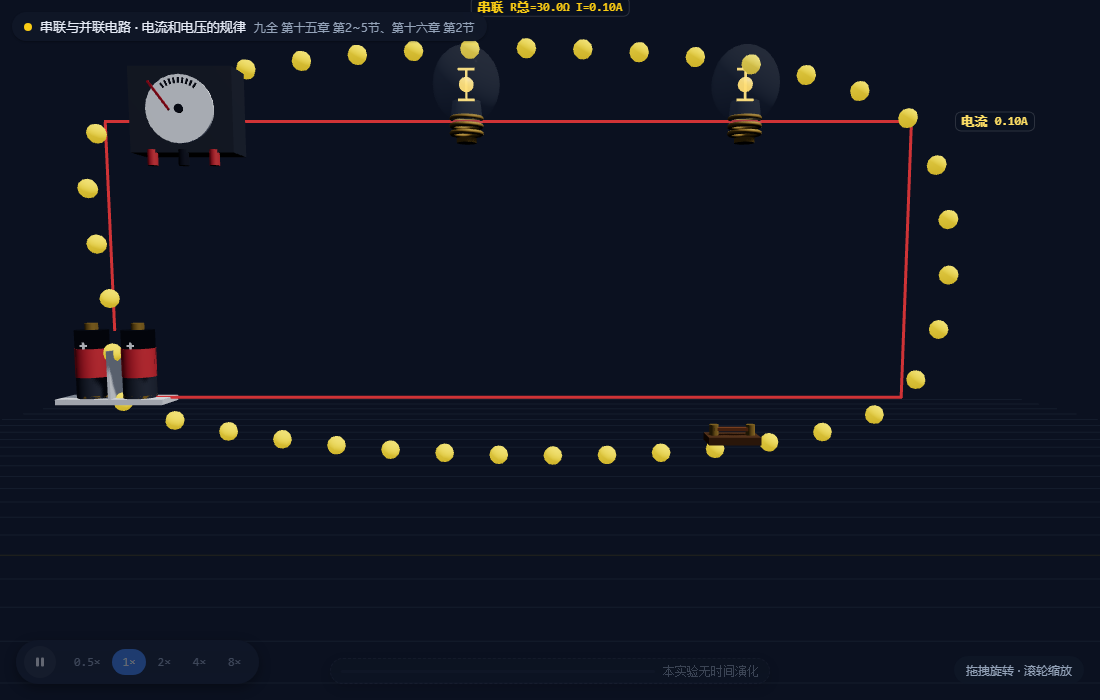 串联 R总=30.0Ω I=0.10A
串联与并联电路 · 电流和电压的规律 九全 第十五章 第2~5节、第十六章 第2节
电流 0.10A
+ +
0.5× 1× 2× 4× 8×
本实验无时间演化
拖拽旋转 · 滚轮缩放